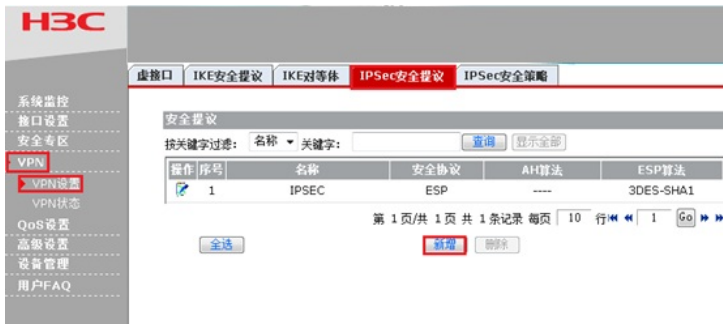 H3C
虚接口 IKE安全提议 IKE对等体 IPSec安全提议 IPSec安全策略
系统监控
接口设置
安全专区
VPN
VPN设置
VPN状态
QoS设置
高级设置
设备管理
用户FAQ
安全提议
按关键字过滤: 名称 关键字: 查询 显示全部
操作 序号 名称 安全协议 AH算法 ESP算法
1 IPSEC ESP ---- 3DES-SHA1
第 1 页/共 1 页 共 1 条记录 每页 10 行 1 Go
全选 新增 删除